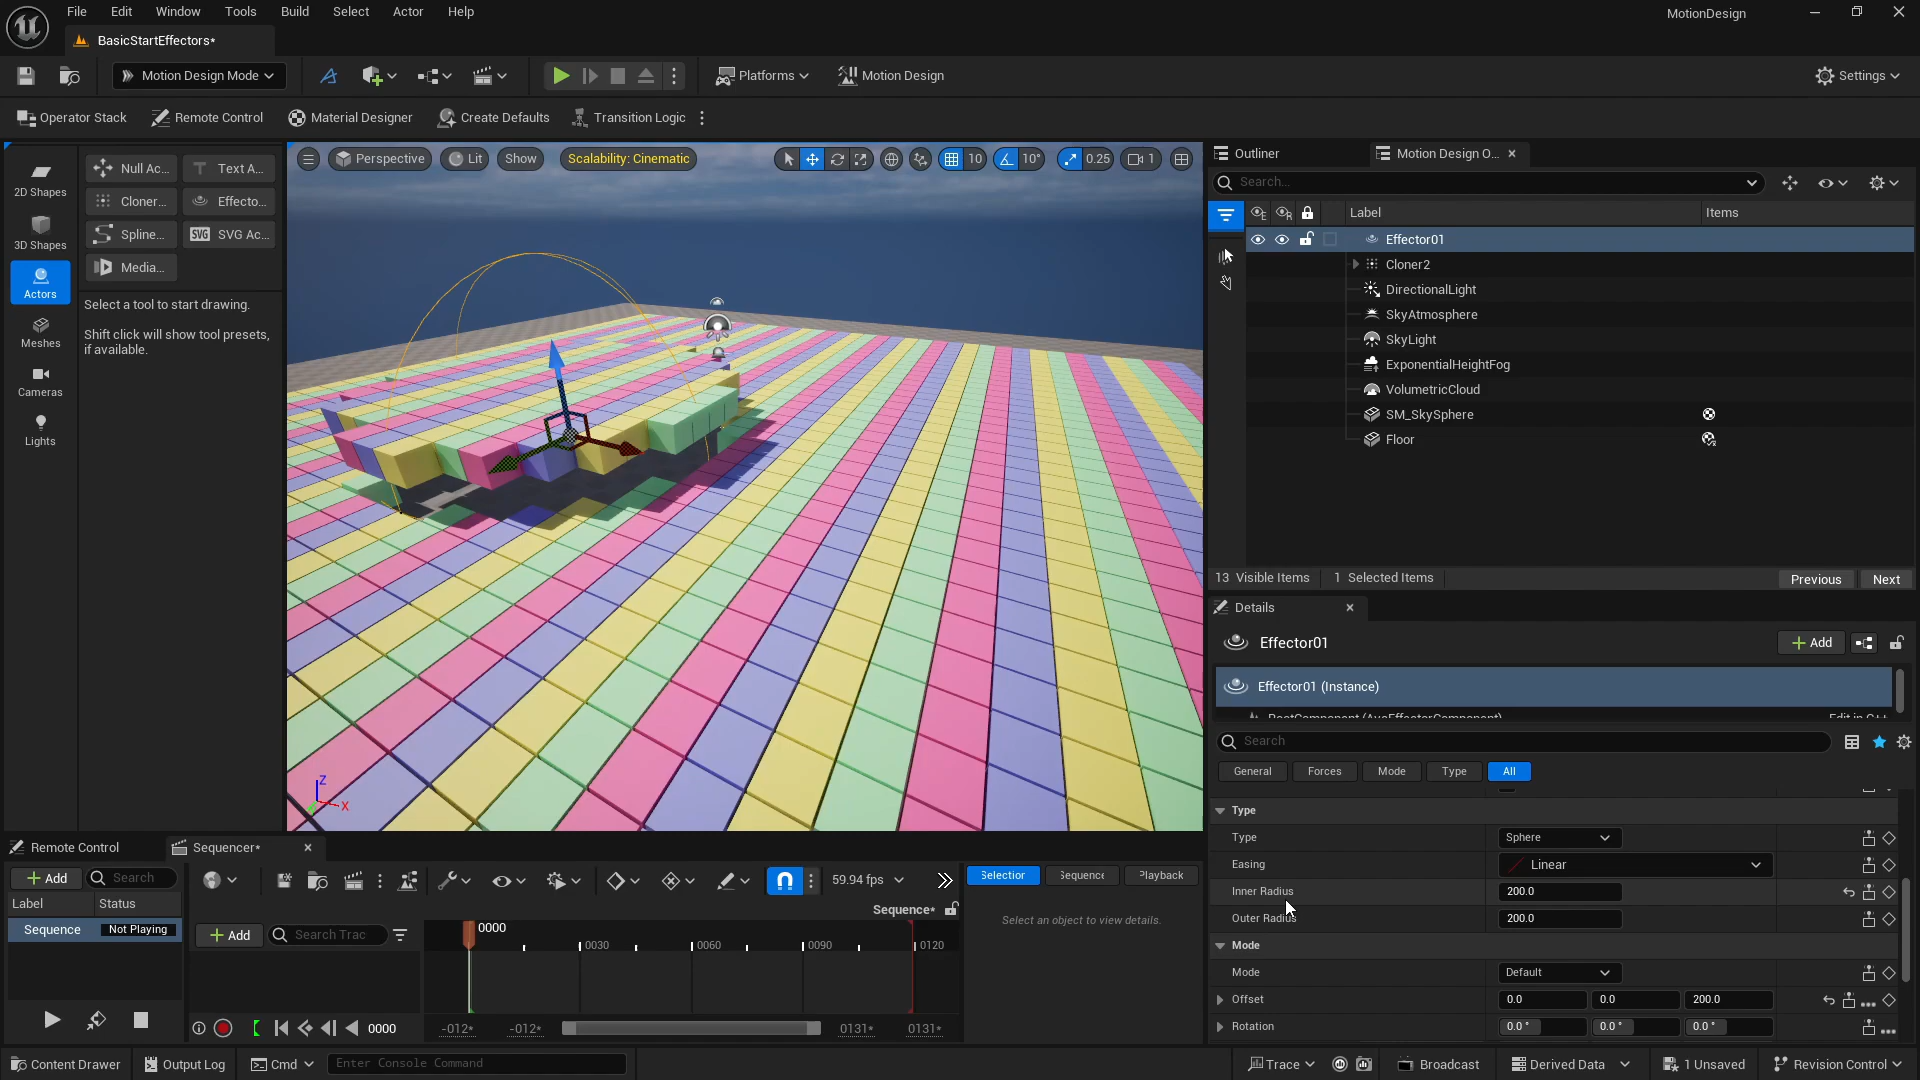 File Edit Window Tools Build Select Actor Help
MotionDesign
BasicStartEffectors*
Motion Design Mode
Platforms
Motion Design
Settings
Operator Stack
Remote Control
Material Designer
Create Defaults
Transition Logic
2D Shapes
3D Shapes
Actors
Meshes
Cameras
Lights
Null Ac...
Text A...
Cloner...
Effecto...
Spline...
SVG
SVG Ac...
Media...
Select a tool to start drawing.
Shift click will show tool presets,
if available.
Perspective
Lit
Show
Scalability: Cinematic
10
10°
0.25
1
Z
X
Outliner
Motion Design O...
Search...
Label
Items
Effector01
Cloner2
DirectionalLight
SkyAtmosphere
SkyLight
ExponentialHeightFog
VolumetricCloud
SM_SkySphere
Floor
13 Visible Items
1 Selected Items
Previous
Next
Details
Effector01
Add
Effector01 (Instance)
RootComponent (AvaEffectorComponent)
Edit in C++
Search
General
Forces
Mode
Type
All
Type
Type
Sphere
Easing
Linear
Inner Radius
200.0
Outer Radius
200.0
Mode
Mode
Default
Offset
0.0
0.0
200.0
Rotation
0.0°
0.0°
0.0°
Remote Control
Sequencer*
Add
Search
Label
Status
Sequence
Not Playing
59.94 fps
Sequence*
Add
Search Trac
0000
0030
0060
0090
0120
0000
-012*
-012*
0131*
0131*
Selection
Sequence
Playback
Select an object to view details.
Content Drawer
Output Log
Cmd
Enter Console Command
Trace
Broadcast
Derived Data
1 Unsaved
Revision Control